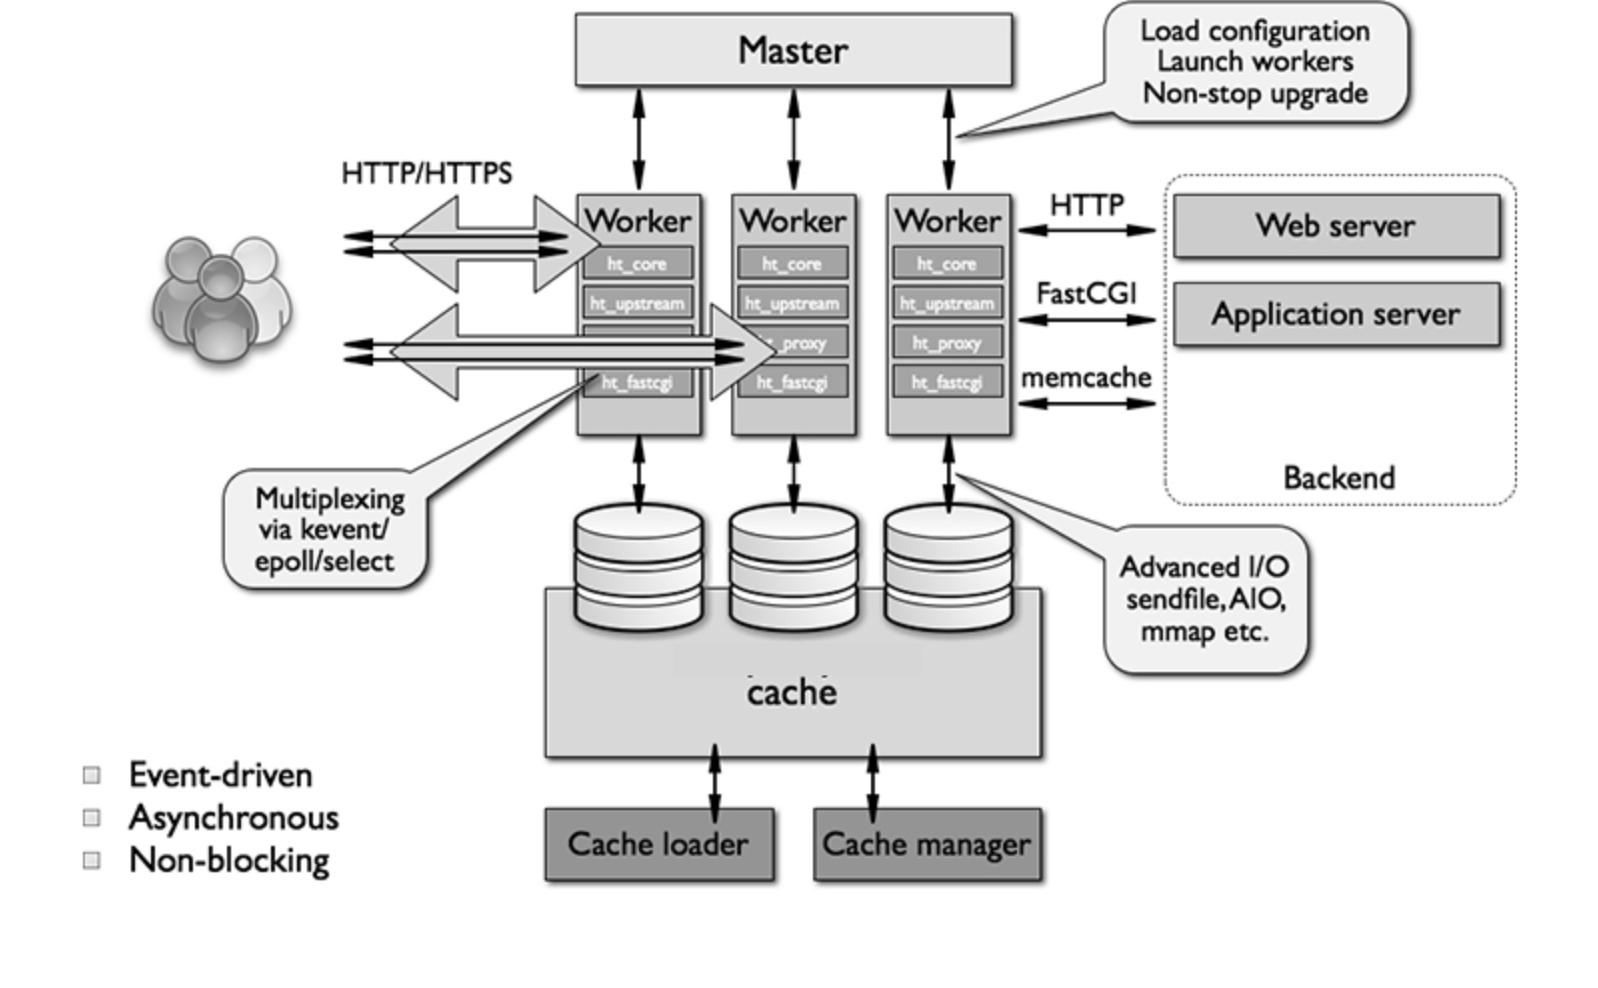 Master
Load configuration
Launch workers
Non-stop upgrade
HTTP/HTTPS
Worker
ht_core
ht_upstream
ht_fastcgi
Worker
ht_core
ht_upstream
_proxy
ht_fastcgi
Worker
ht_core
ht_upstream
ht_proxy
ht_fastcgi
HTTP
FastCGI
memcache
Web server
Application server
Backend
Multiplexing
via kevent/
epoll/select
Advanced I/O
sendfile, AIO,
mmap etc.
cache
Cache loader
Cache manager
Event-driven
Asynchronous
Non-blocking